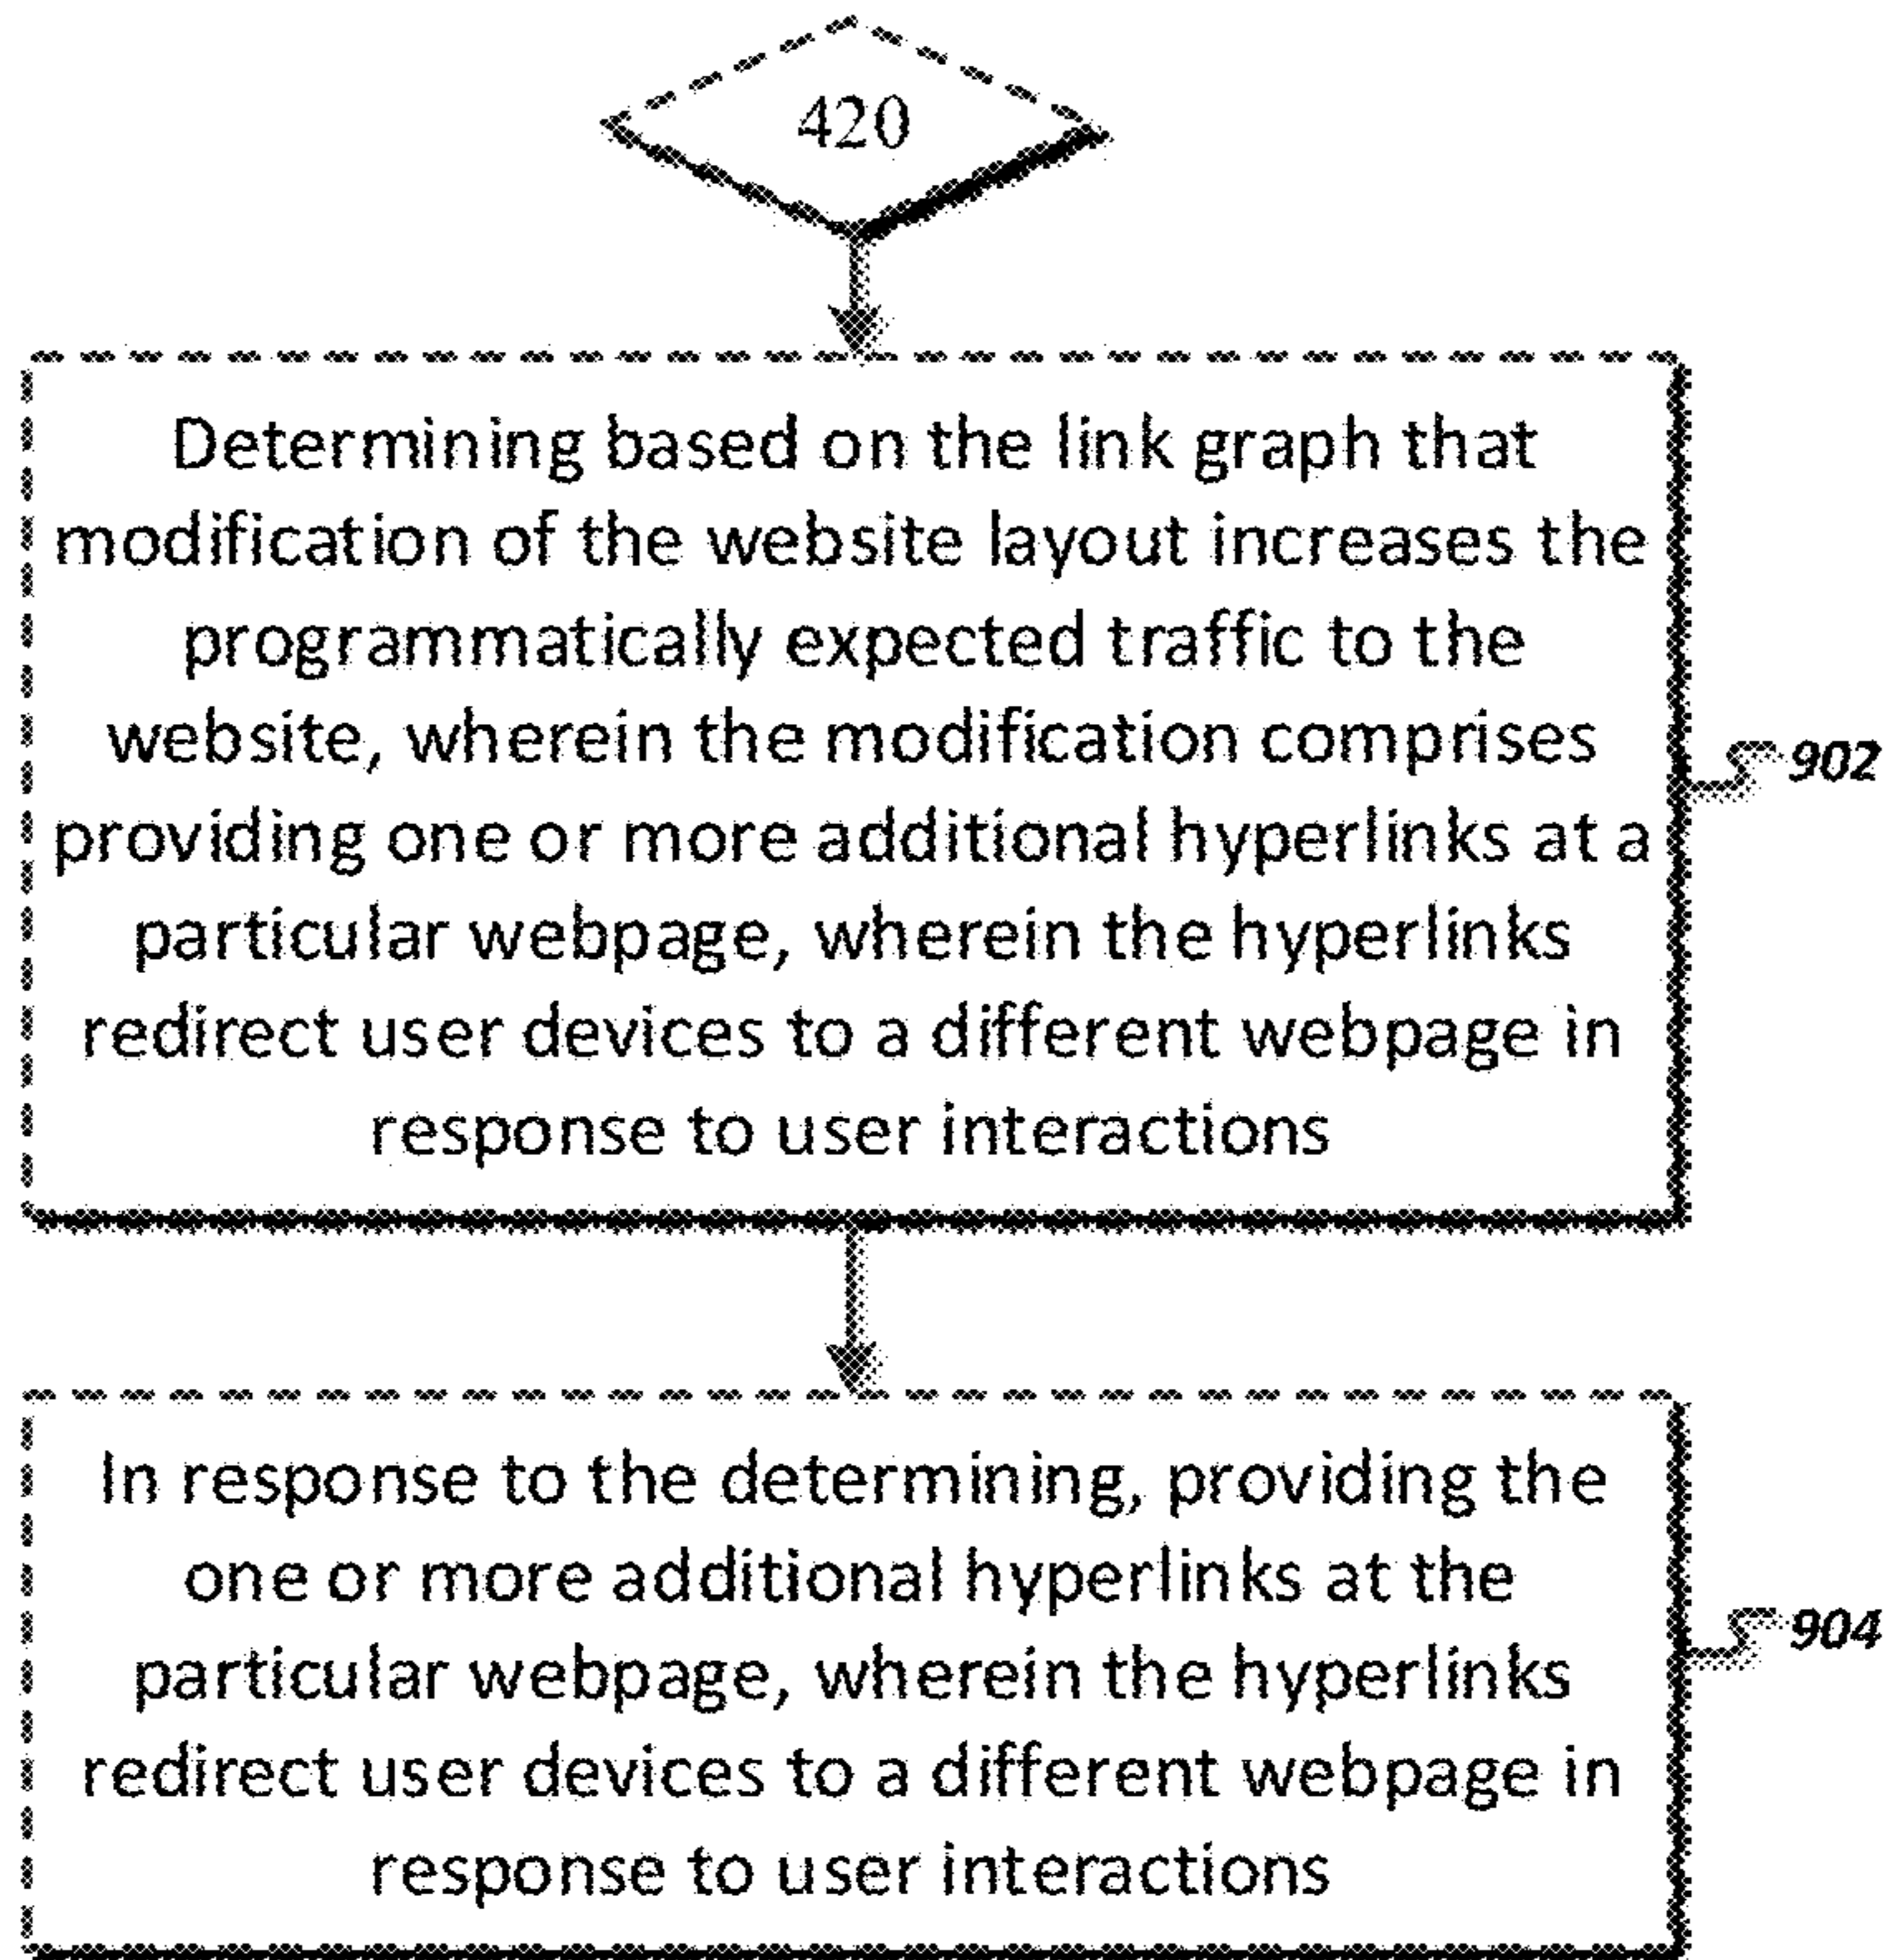 420
Determining based on the link graph that
modification of the website layout increases the
programmatically expected traffic to the
website, wherein the modification comprises
providing one or more additional hyperlinks at a
particular webpage, wherein the hyperlinks
redirect user devices to a different webpage in
response to user interactions
902
In response to the determining, providing the
one or more additional hyperlinks at the
particular webpage, wherein the hyperlinks
redirect user devices to a different webpage in
response to user interactions
904